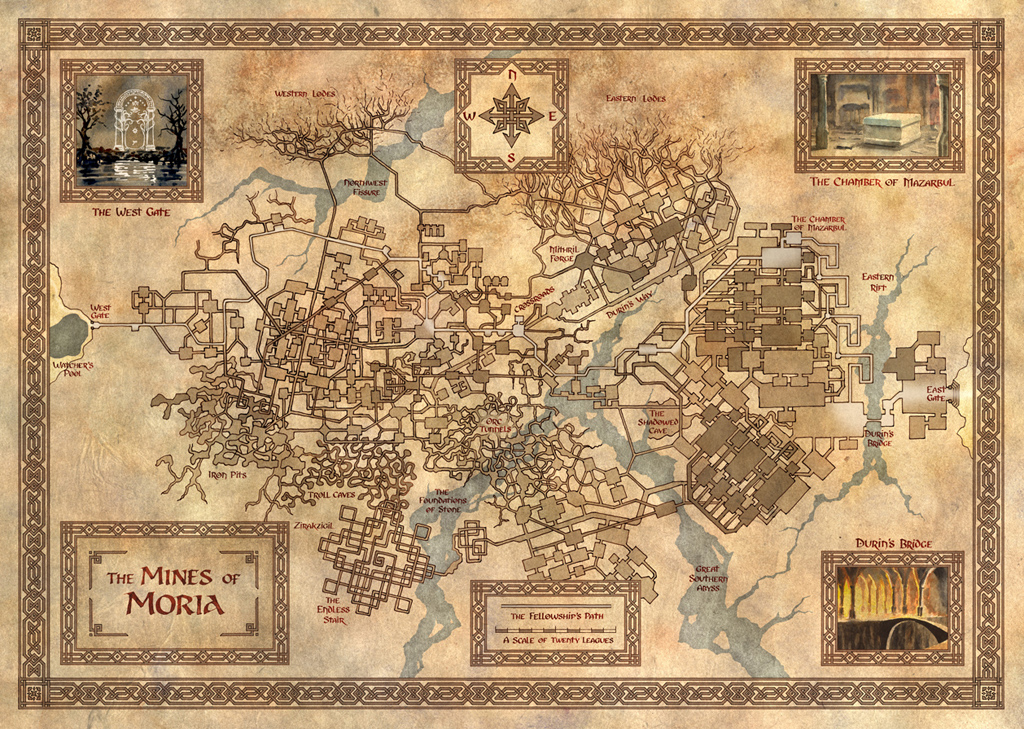 N
W E
S
Western Lodes
Eastern Lodes
The West Gate
The Chamber of Mazarbul
Northwest
Fissure
The Chamber
of Mazarbul
Mithril
Forge
Eastern
Rift
Crossroads
Durin's Way
West
Gate
Watcher's
Pool
East
Gate
The
Shadowed
Cave
Orc
Tunnels
Durin's
Bridge
Iron Pits
Troll Caves
The
Foundations
of Stone
Zirakzigil
Durin's Bridge
The Mines of
Moria
The
Endless
Stair
Great
Southern
Abyss
The Fellowship's Path
A Scale of Twenty Leagues